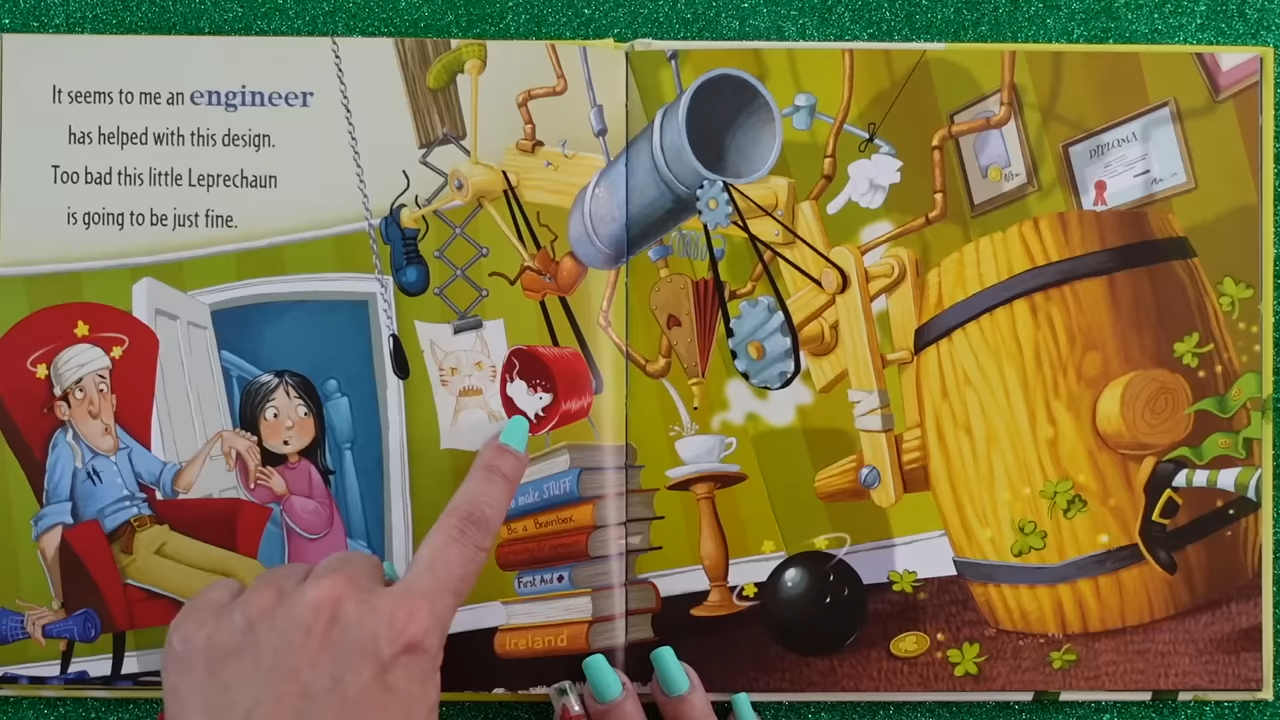 It seems to me an engineer
has helped with this design.
Too bad this little Leprechaun
is going to be just fine.
DIPLOMA
to make STUFF
Be a Brainbox
First Aid
Ireland